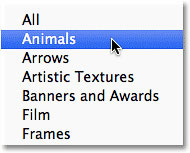 All
Animals
Arrows
Artistic Textures
Banners and Awards
Film
Frames